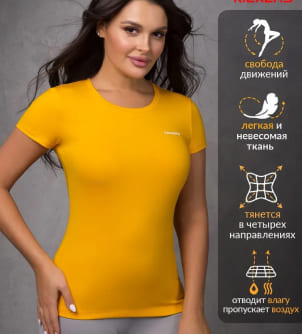 свобода
движений
легкая и
невесомая
ткань
тянется
в четырех
направлениях
отводит влагу
пропускает воздух